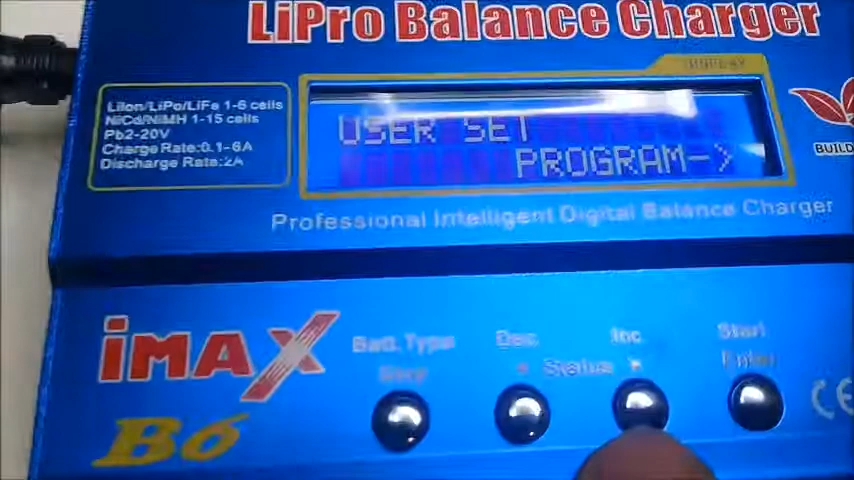 LiPro Balance Charger
DISPLAY
LiIon/LiPo/LiFe 1-6 cells
NiCd/NiMH 1-15 cells
Pb2-20V
Charge Rate:0.1-6A
Discharge Rate: 2A
USER SET
PROGRAM->
BUILD
Professional Intelligent Digital Balance Charger
iMAX
B6
Batt.Type
Stop
Dec
Status
Inc
Start
Enter
CE